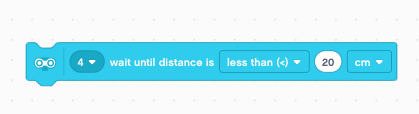 4 wait until distance is less than (<) 20 cm